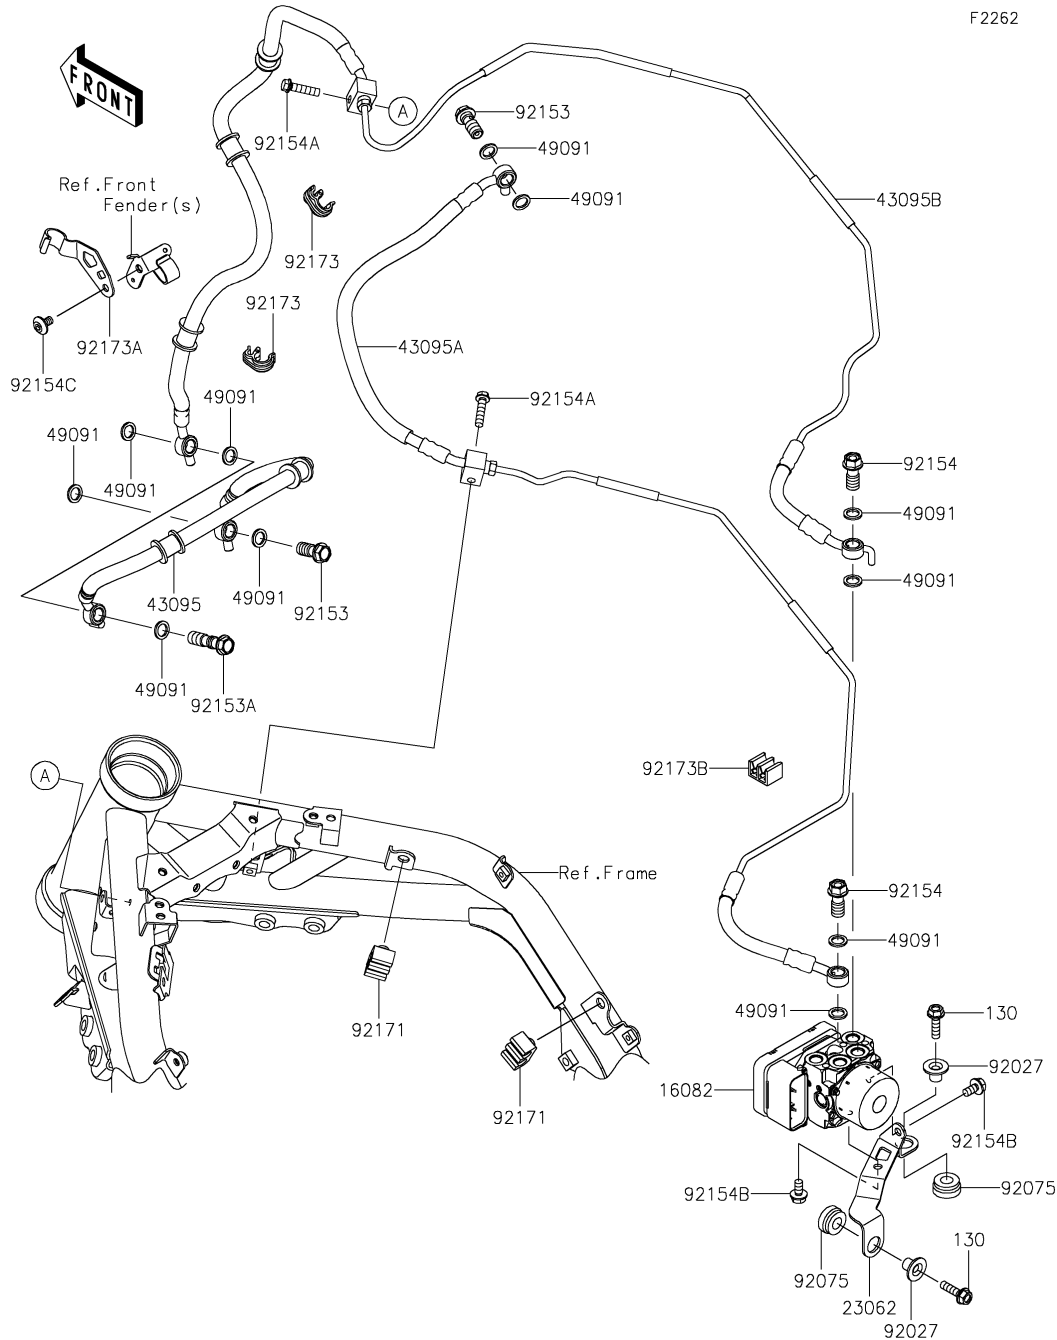 F2262
FRONT
92154A
A
92153
49091
49091
Ref.Front
Fender(s)
92173
43095B
92173
92173A
43095A
92154C
92154A
49091
49091
49091
92154
49091
49091
49091
92153
43095
49091
92153A
A
92173B
Ref.Frame
92154
49091
92171
49091
130
92027
16082
92171
92154B
92154B
92075
92075
130
23062
92027